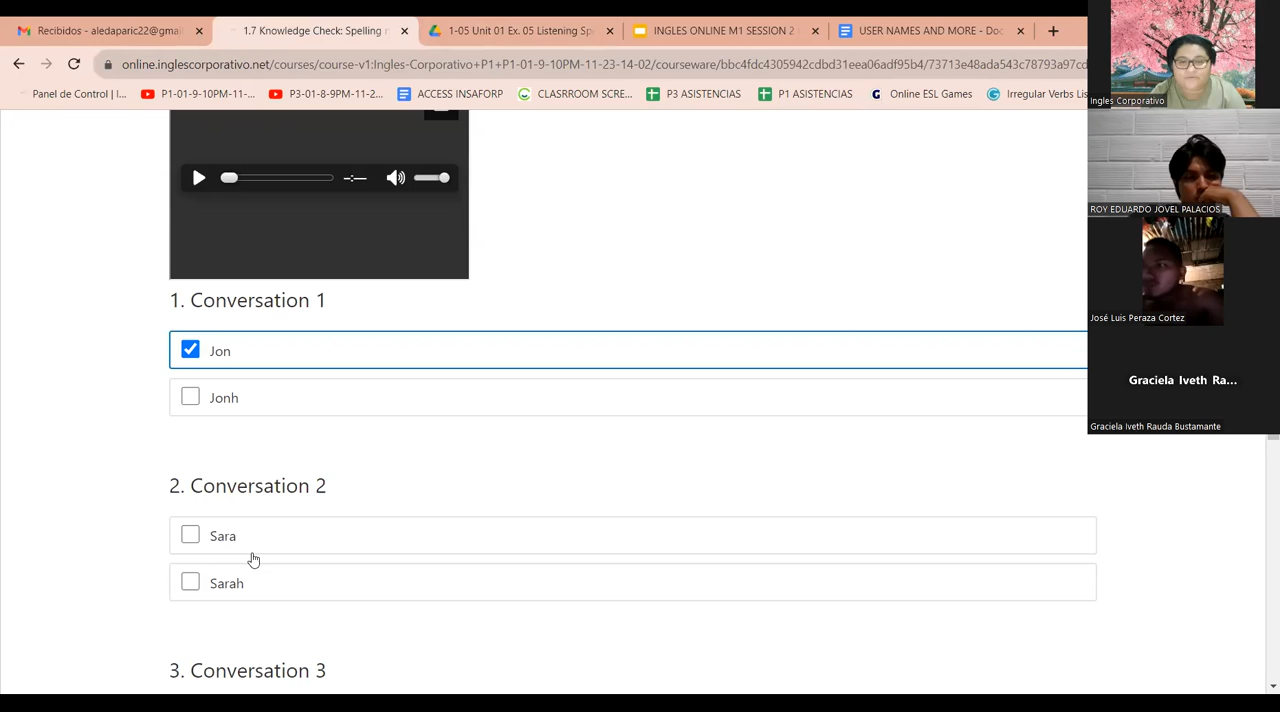 Recibidos - aledaparic22@gmail
1.7 Knowledge Check: Spelling
1-05 Unit 01 Ex. 05 Listening Sp
INGLES ONLINE M1 SESSION 2
USER NAMES AND MORE - Doc
online.inglescorporativo.net/courses/course-v1:Ingles-Corporativo+P1+P1-01-9-10PM-11-23-14-02/courseware/bbc4fdc4305942cdbd31eea06adf95b4/73713e48ada543c78793a97cd
Panel de Control | I...
P1-01-9-10PM-11-...
P3-01-8-9PM-11-2...
ACCESS INSAFORP
CLASRROOM SCRE...
P3 ASISTENCIAS
P1 ASISTENCIAS
Online ESL Games
Irregular Verbs Lis
Ingles Corporativo
ROY EDUARDO JOVEL PALACIOS
José Luis Peraza Cortez
Graciela Iveth Ra...
Graciela Iveth Rauda Bustamante
-:--
1. Conversation 1
Jon
Jonh
2. Conversation 2
Sara
Sarah
3. Conversation 3